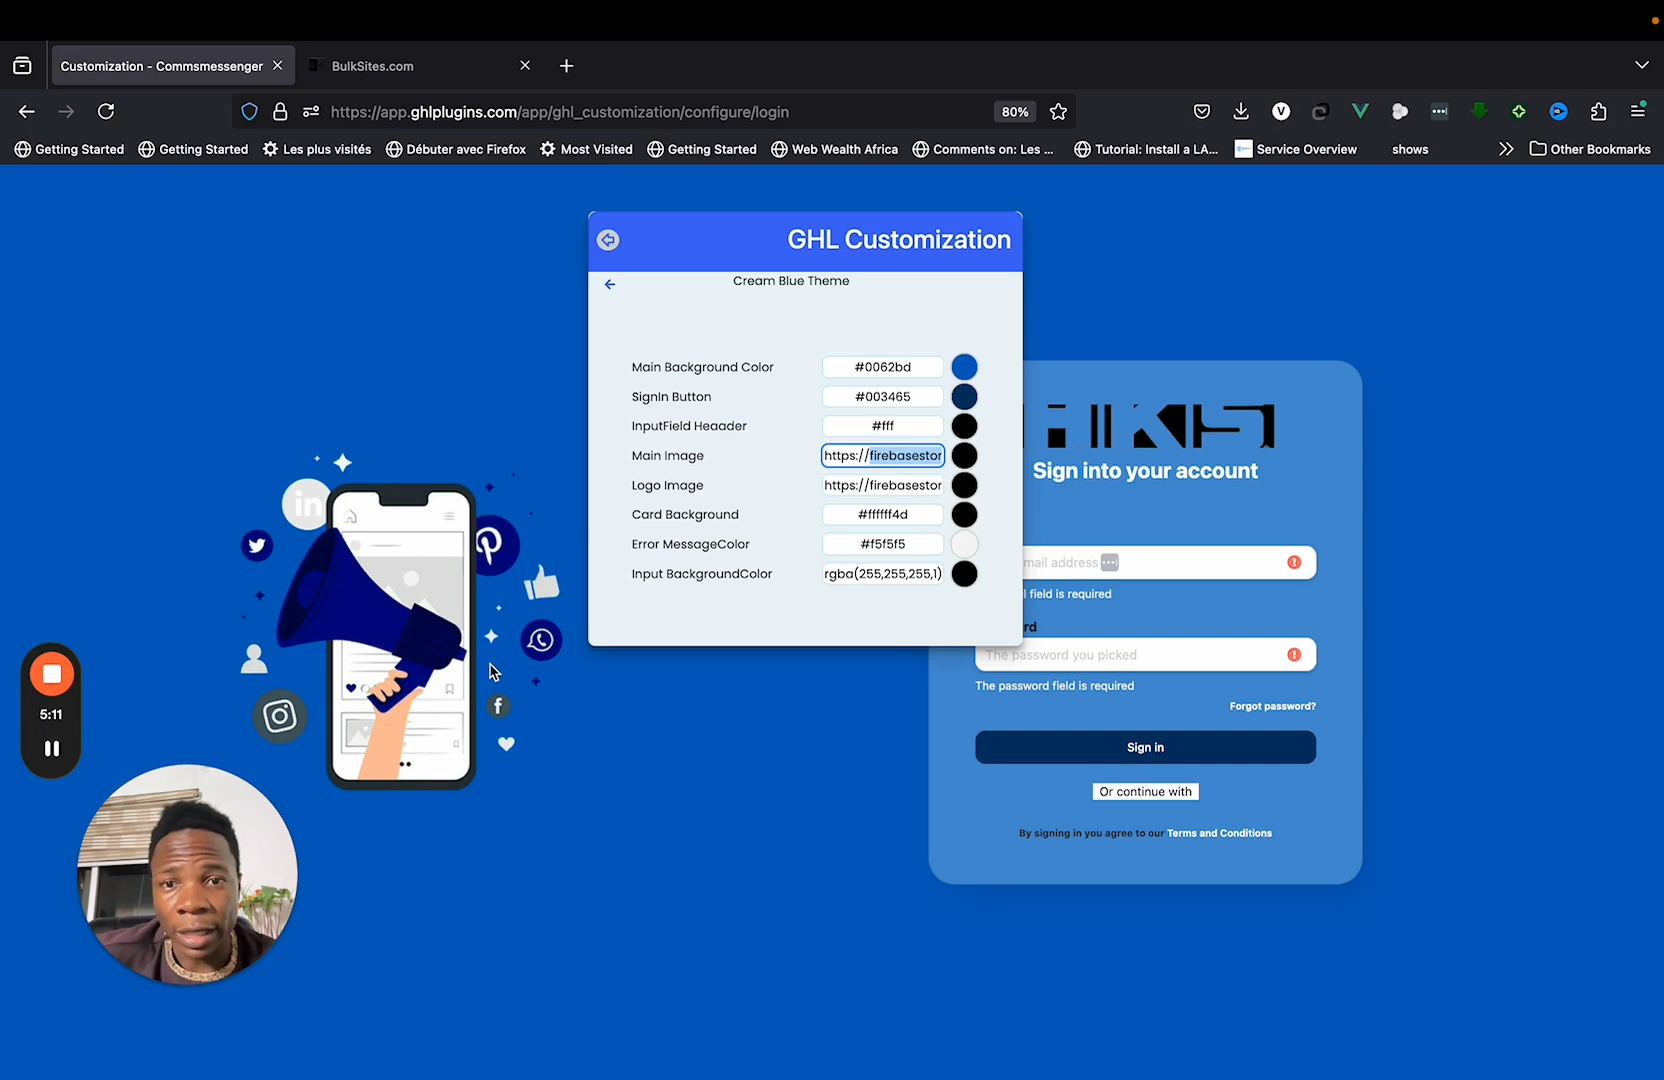 Customization - Commsmessenger
BulkSites.com
https://app.ghlplugins.com/app/ghl_customization/configure/login
80%
Getting Started
Getting Started
Les plus visités
Débuter avec Firefox
Most Visited
Getting Started
Web Wealth Africa
Comments on: Les ...
Tutorial: Install a LA...
Service Overview
shows
Other Bookmarks
GHL Customization
Cream Blue Theme
Main Background Color
#0062bd
SignIn Button
#003465
InputField Heaader
#fff
Main Image
https://firebasestor
Logo Image
https://firebasestor
Card Background
#ffffff4d
Error MessageColor
#f5f5f5
Input BackgroundColor
rgba(255,255,255,1)
Sign into your account
mail address
l field is required
rd
The password you picked
The password field is required
Forgot password?
Sign in
Or continue with
By signing in you agree to our Terms and Conditions
in
5:11